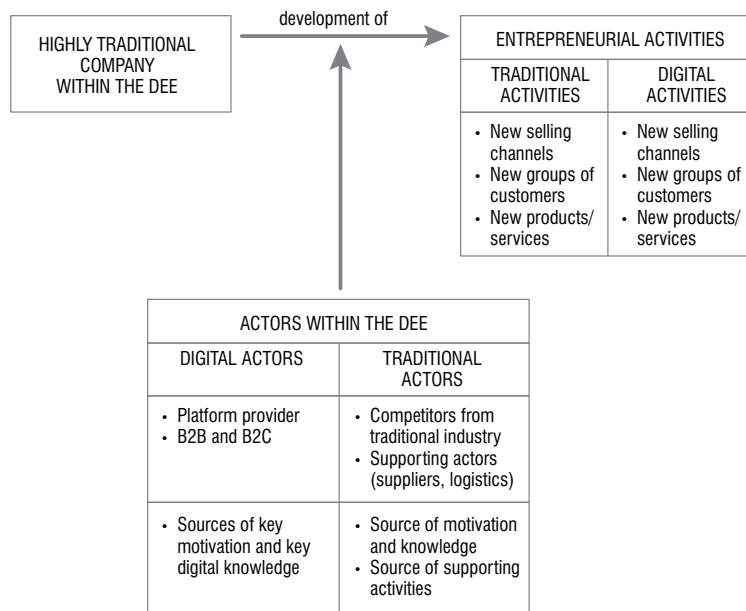 development of
HIGHLY TRADITIONAL
COMPANY
WITHIN THE DEE
ENTREPRENEURIAL ACTIVITIES
TRADITIONAL
ACTIVITIES
• New selling
channels
• New groups of
customers
• New products/
services
DIGITAL
ACTIVITIES
• New selling
channels
• New groups of
customers
• New products/
services
ACTORS WITHIN THE DEE
DIGITAL ACTORS
TRADITIONAL
ACTORS
• Platform provider
• B2B and B2C
• Competitors from
traditional industry
• Supporting actors
(suppliers, logistics)
• Sources of key
motivation and key
digital knowledge
• Source of motivation
and knowledge
• Source of supporting
activities